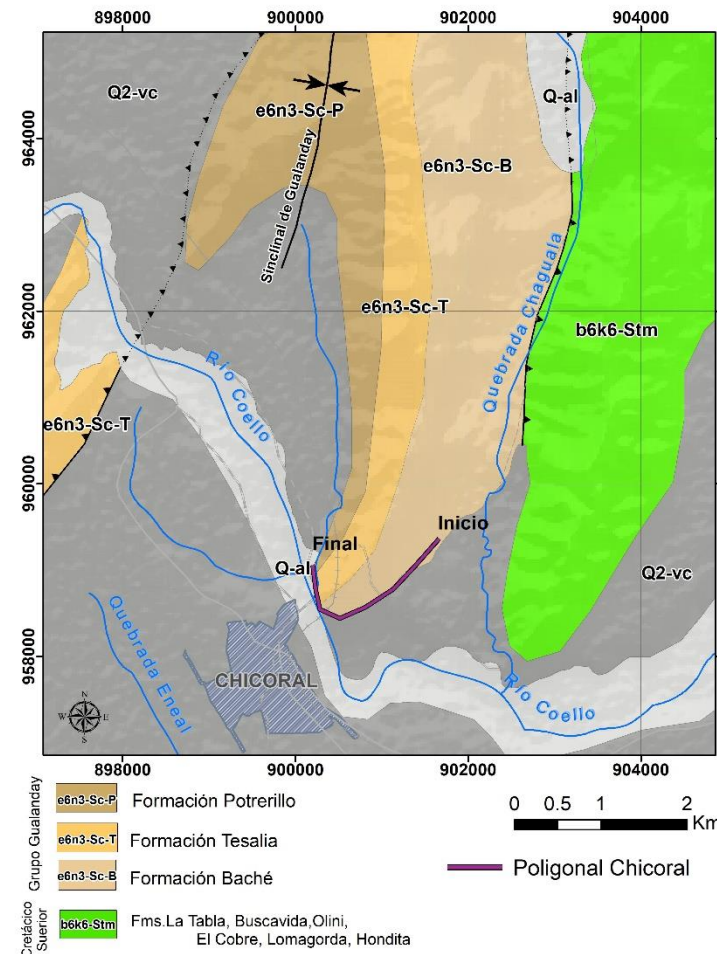 898000
900000
902000
904000
964000
962000
960000
958000
Q2-vc
e6n3-Sc-P
Q-al
e6n3-Sc-B
Sinclinal de Gualanday
e6n3-Sc-T
Quebrada Chaguala
b6k6-Stm
Río Coello
e6n3-Sc-T
Inicio
Final
Q-al
Q2-vc
Quebrada Eneal
CHICORAL
Río Coello
N
W
E
S
898000
900000
902000
904000
Grupo Gualanday
e6n3-Sc-P
Formación Potrerillo
e6n3-Sc-T
Formación Tesalia
e6n3-Sc-B
Formación Baché
0 0.5 1 2
Km
Poligonal Chicoral
Cretácico
Suerior
b6k6-Stm
Fms.La Tabla, Buscavida,Olini,
El Cobre, Lomagorda, Hondita